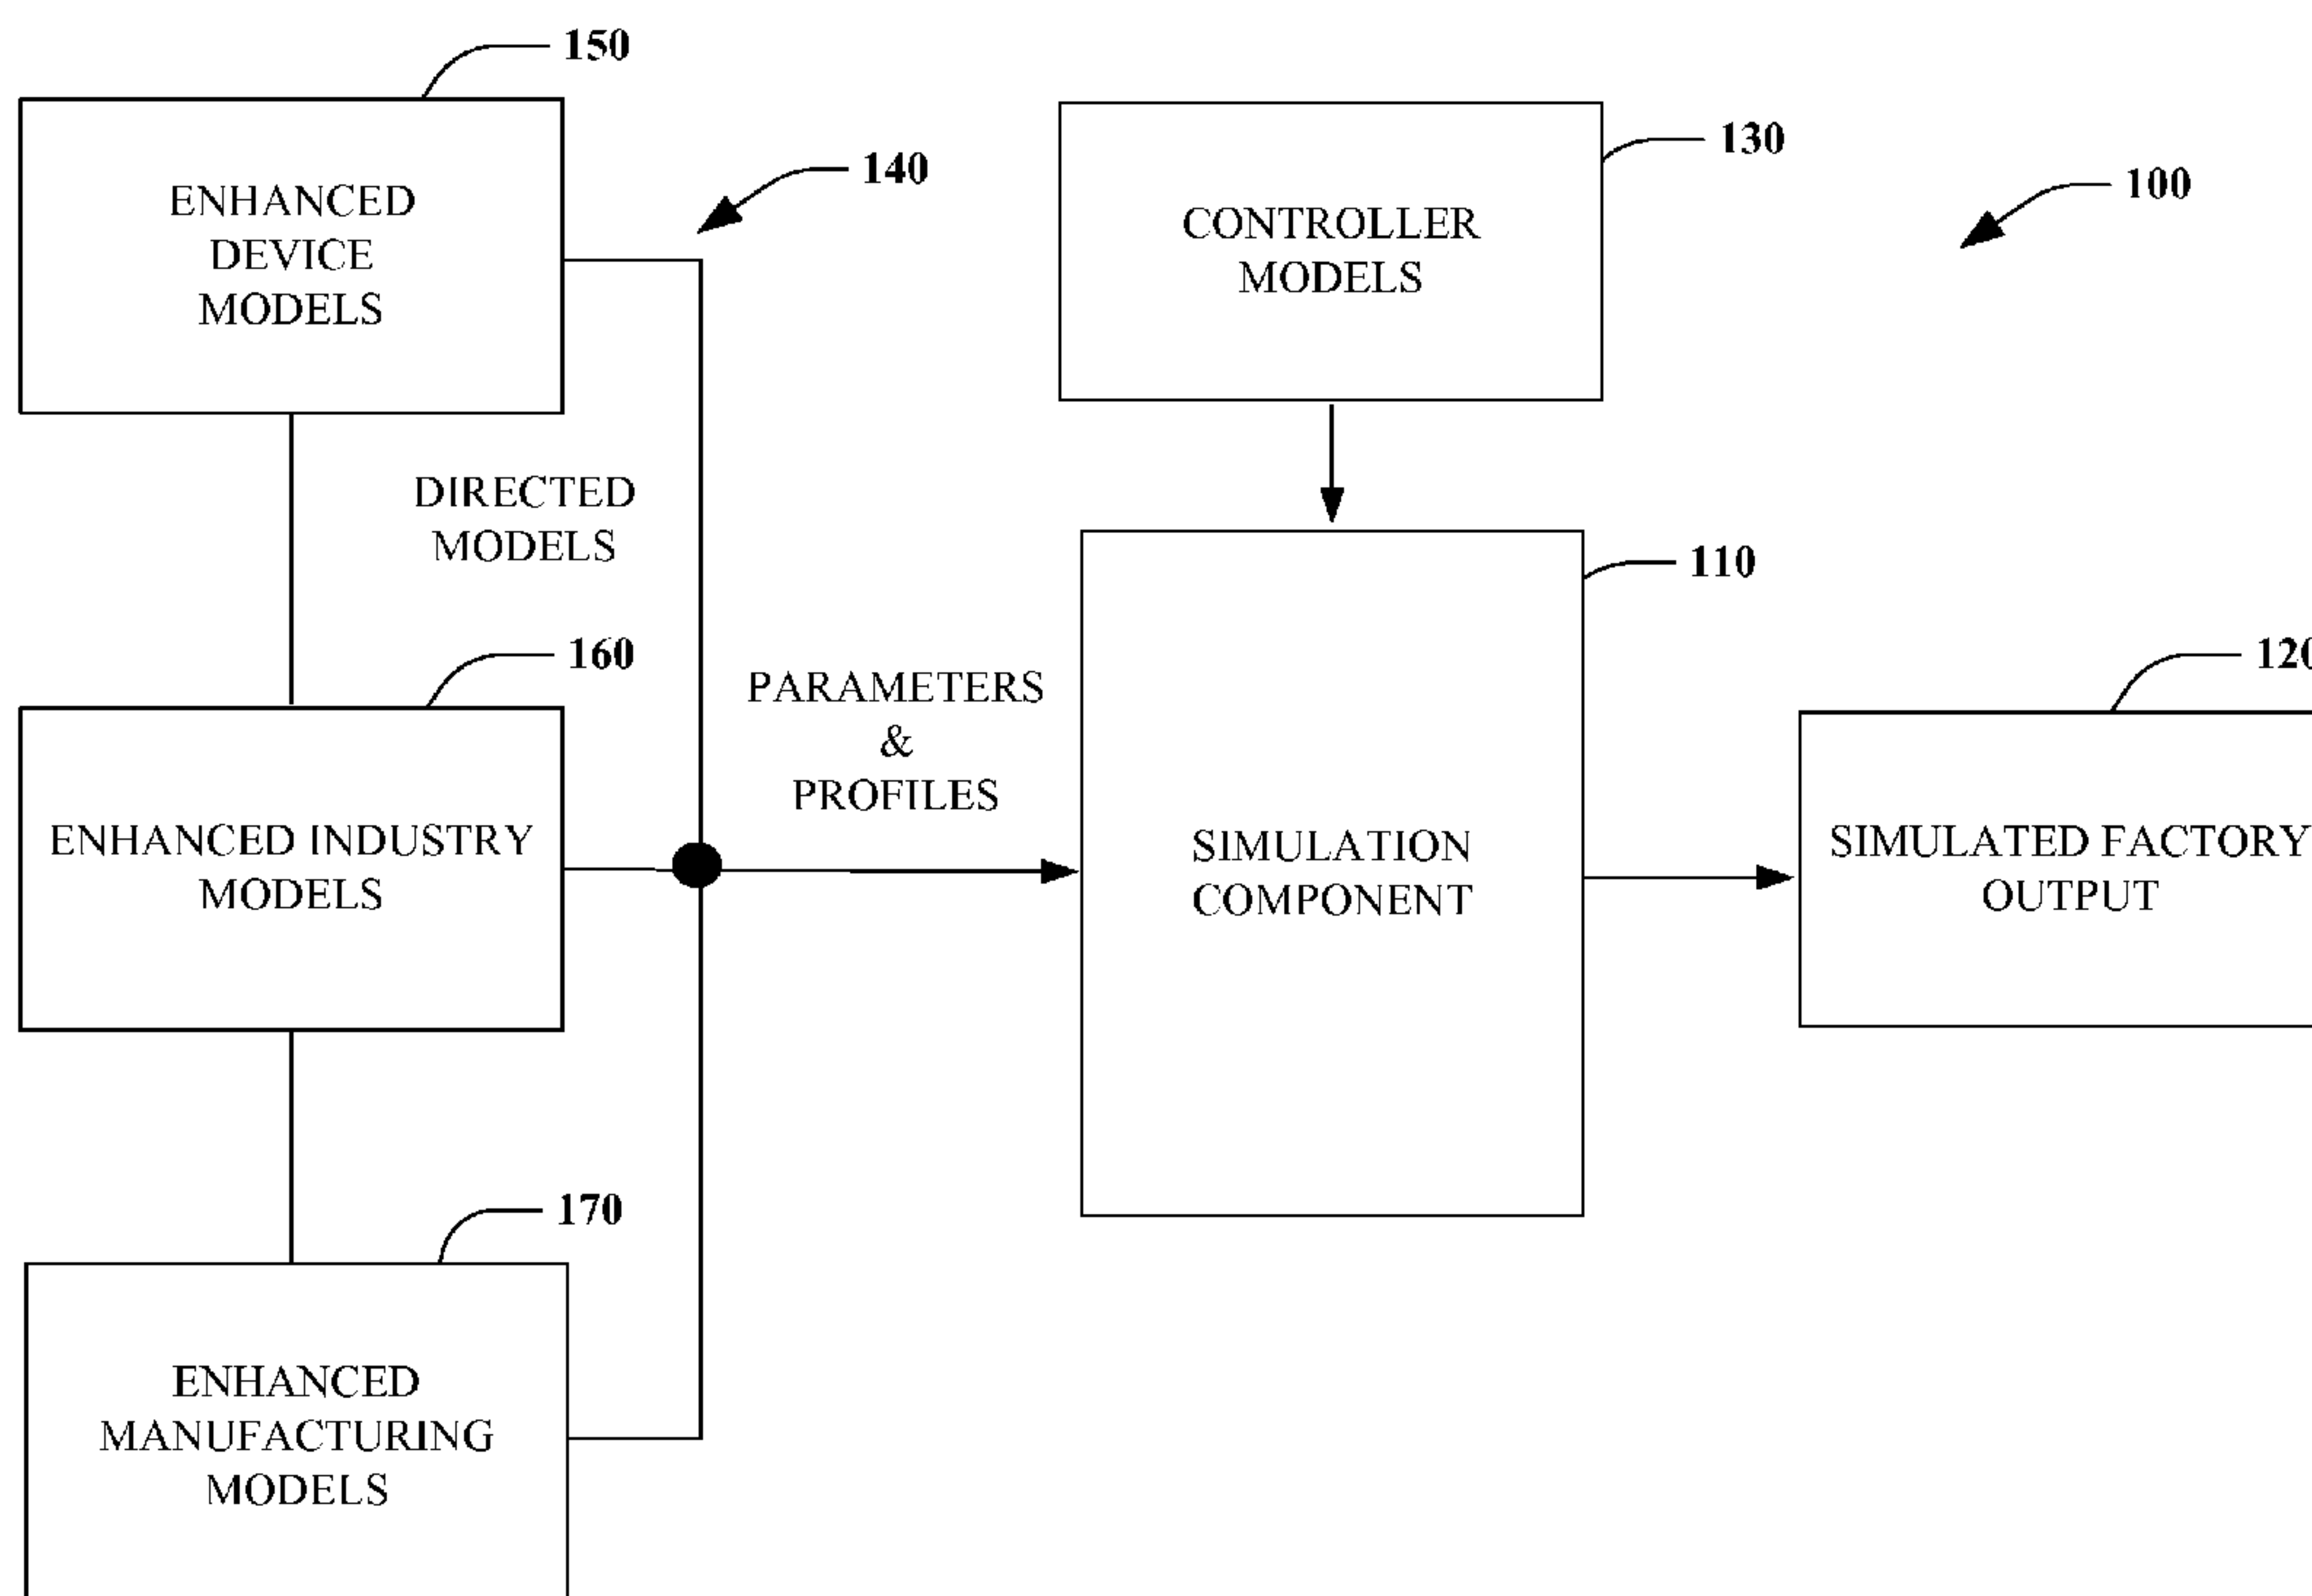 150
ENHANCED
DEVICE
MODELS
140
CONTROLLER
MODELS
130
100
DIRECTED
MODELS
110
160
PARAMETERS
&
PROFILES
120
ENHANCED INDUSTRY
MODELS
SIMULATION
COMPONENT
SIMULATED FACTORY
OUTPUT
170
ENHANCED
MANUFACTURING
MODELS